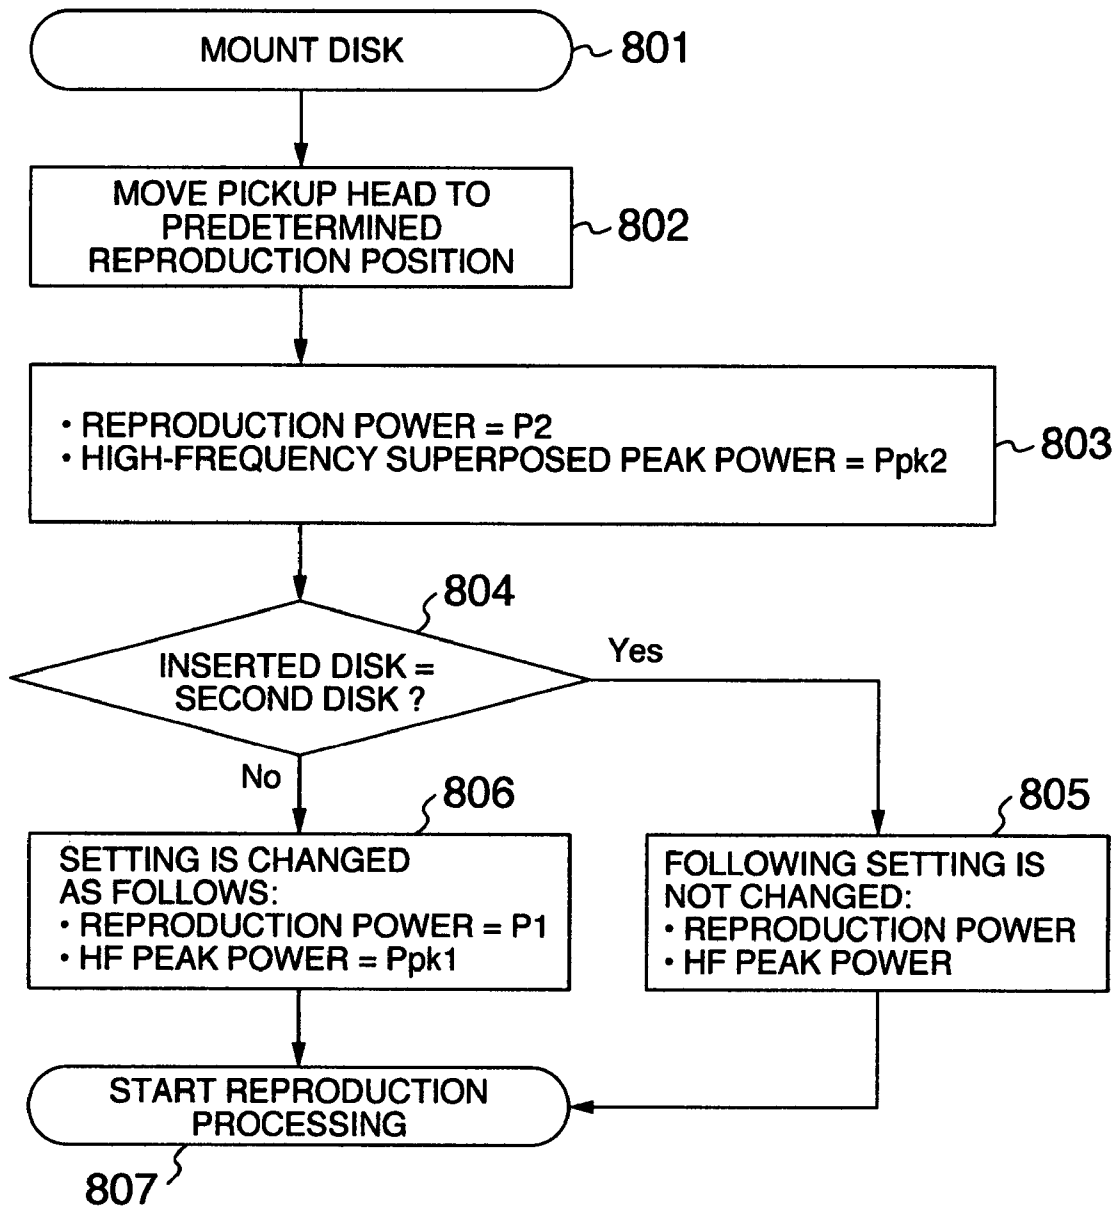 MOUNT DISK
801
MOVE PICKUP HEAD TO
PREDETERMINED
REPRODUCTION POSITION
802
• REPRODUCTION POWER = P2
• HIGH-FREQUENCY SUPERPOSED PEAK POWER = Ppk2
803
804
INSERTED DISK =
SECOND DISK ?
Yes
No
806
SETTING IS CHANGED
AS FOLLOWS:
• REPRODUCTION POWER = P1
• HF PEAK POWER = Ppk1
805
FOLLOWING SETTING IS
NOT CHANGED:
• REPRODUCTION POWER
• HF PEAK POWER
START REPRODUCTION
PROCESSING
807